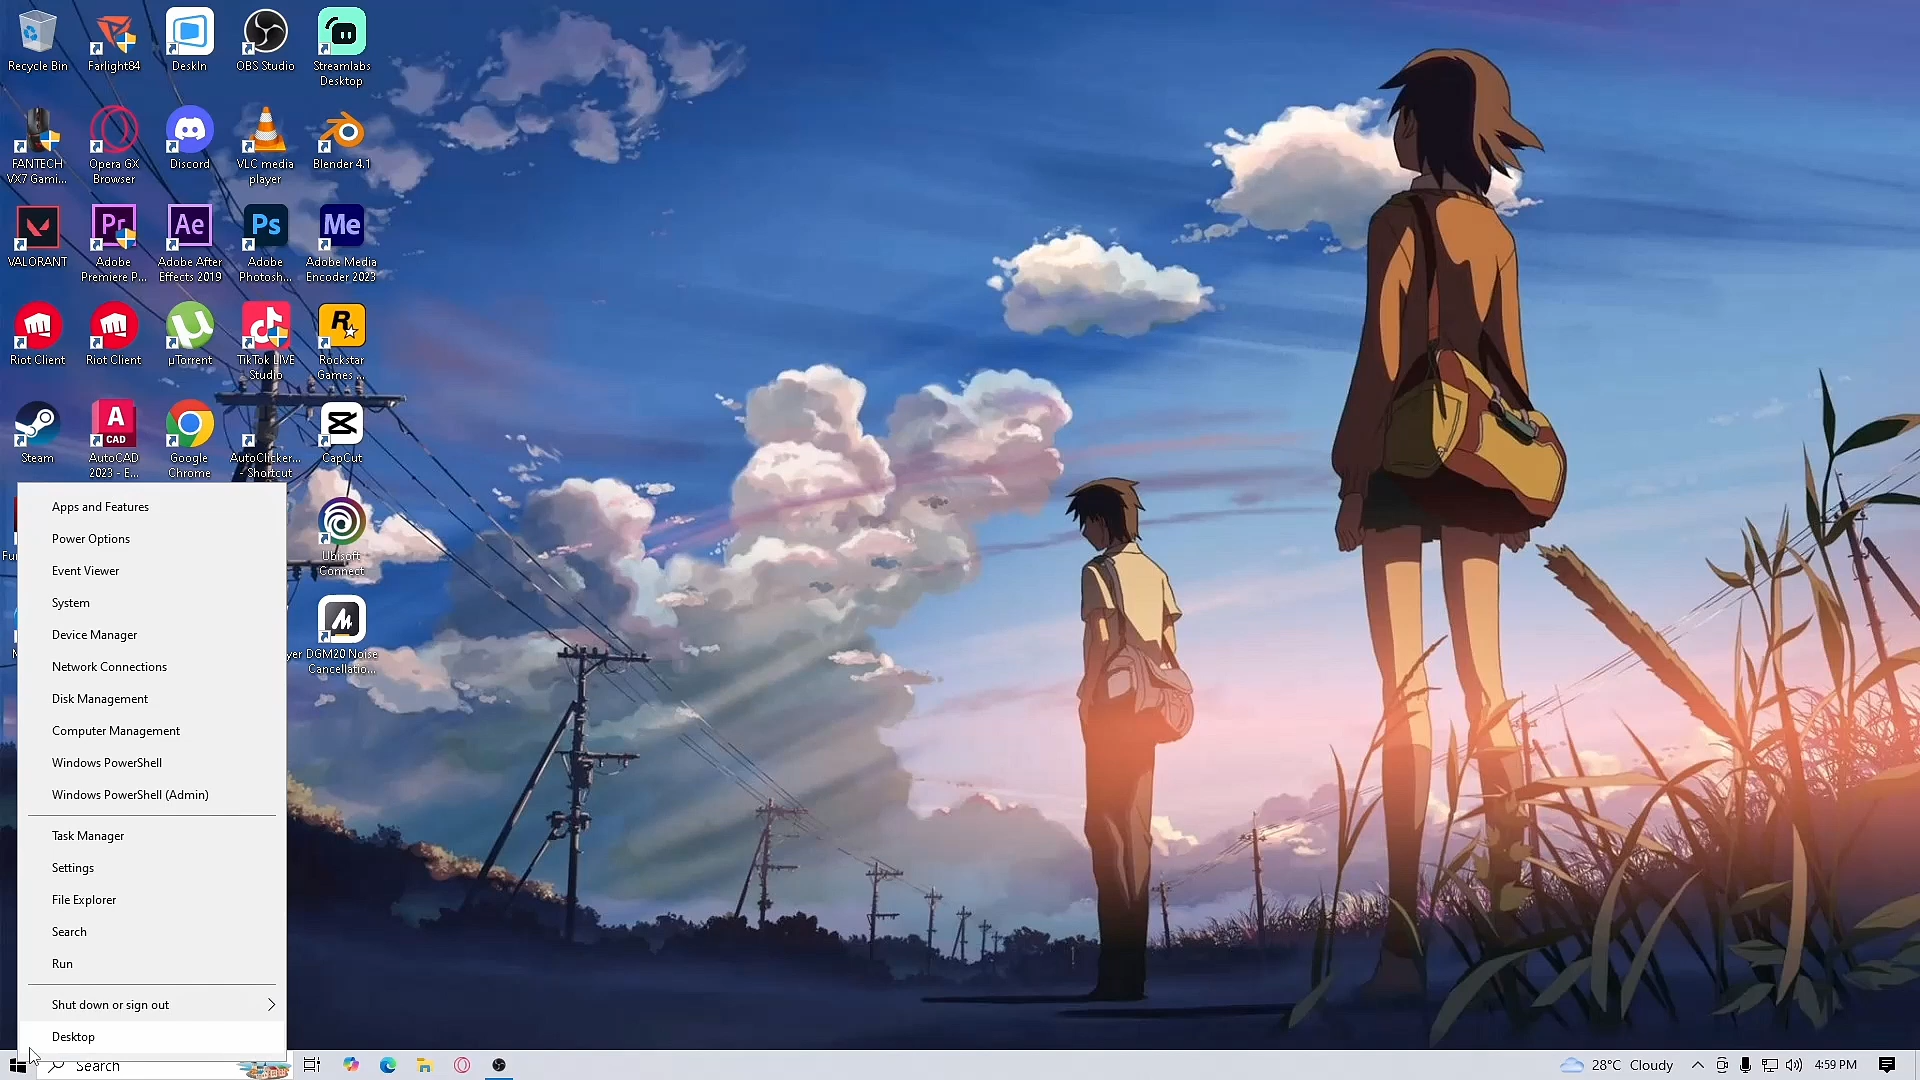 Recycle Bin
Farlight84
DeskIn
OBS Studio
Streamlabs
Desktop
FANTECH
VX7 Gami...
Opera GX
Browser
Discord
VLC media
player
Blender 4.1
VALORANT
Pr
Adobe
Premiere P...
Ae
Adobe After
Effects 2019
Ps
Adobe
Photosh...
Me
Adobe Media
Encoder 2023
Riot Client
Riot Client
µTorrent
TikTok LIVE
Studio
Rockstar
Games ...
Steam
A
CAD
AutoCAD
2023 - E...
Google
Chrome
AutoClicker...
- Shortcut
CapCut
Ubisoft
Connect
DGM20 Noise
Cancellatio...
Apps and Features
Power Options
Event Viewer
System
Device Manager
Network Connections
Disk Management
Computer Management
Windows PowerShell
Windows PowerShell (Admin)
Task Manager
Settings
File Explorer
Search
Run
Shut down or sign out
Desktop
Search
28°C Cloudy
4:59 PM